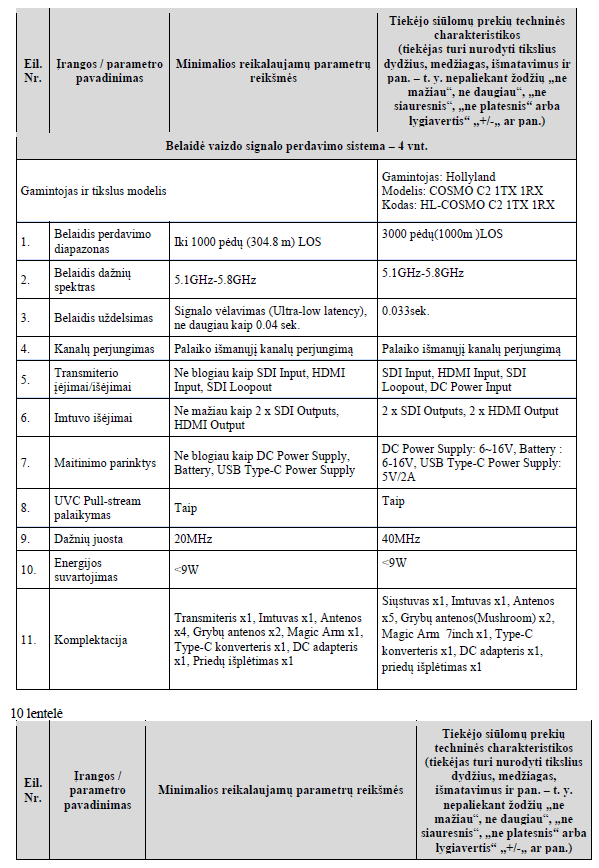 Eil.
Nr.
Įrangos / parametro
pavadinimas
Minimalios reikalaujamų parametrų
reikšmės
Tiekėjo siūlomų prekių techninės
charakteristikos
(tiekėjas turi nurodyti tikslius
dydžius, medžiagas, išmatavimus ir
pan. – t. y. nepaliekant žodžių „ne
mažiau“, ne daugiau“, „ne
siauresnis“, „ne platesnis“ arba
lygiavertis“ „+/-„ ar pan.)
Belaidė vaizdo signalo perdavimo sistema – 4 vnt.
Gamintojas ir tikslus modelis
Gamintojas: Hollyland
Modelis: COSMO C2 1TX 1RX
Kodas: HL-COSMO C2 1TX 1RX
1.
Belaidis perdavimo
diapazonas
Iki 1000 pėdų (304.8 m) LOS
3000 pėdų(1000m )LOS
2.
Belaidis dažnių
spektras
5.1GHz-5.8GHz
5.1GHz-5.8GHz
3.
Belaidis uždelsimas
Signalo vėlavimas (Ultra-low latency),
ne daugiau kaip 0.04 sek.
0.033sek.
4.
Kanalų perjungimas
Palaiko išmanųjį kanalų perjungimą
Palaiko išmanųjį kanalų perjungimą
5.
Transmiterio
įėjimai/išėjimai
Ne blogiau kaip SDI Input, HDMI
Input, SDI Loopout
SDI Input, HDMI Input, SDI
Loopout, DC Power Input
6.
Imtuvo išėjimai
Ne mažiau kaip 2 x SDI Outputs,
HDMI Output
2 x SDI Outputs, 2 x HDMI Output
7.
Maitinimo parinktys
Ne blogiau kaip DC Power Supply,
Battery, USB Type-C Power Supply
DC Power Supply: 6~16V, Battery :
6-16V, USB Type-C Power Supply:
5V/2A
8.
UVC Pull-stream
palaikymas
Taip
Taip
9.
Dažnių juosta
20MHz
40MHz
10.
Energijos
suvartojimas
<9W
<9W
11.
Komplektacija
Transmiteris x1, Imtuvas x1, Antenos
x4, Grybų antenos x2, Magic Arm x1,
Type-C konverteris x1, DC adapteris
x1, Priedų išplėtimas x1
Siųstuvas x1, Imtuvas x1, Antenos
x5, Grybų antenos(Mushroom) x2,
Magic Arm 7inch x1, Type-C
konverteris x1, DC adapteris x1,
priedų išplėtimas x1
10 lentelė
Eil.
Nr.
Įrangos /
parametro
pavadinimas
Minimalios reikalaujamų parametrų reikšmės
Tiekėjo siūlomų prekių
techninės charakteristikos
(tiekėjas turi nurodyti tikslius
dydžius, medžiagas,
išmatavimus ir pan. – t. y.
nepaliekant žodžių „ne
mažiau“, ne daugiau“, „ne
siauresnis“, „ne platesnis“ arba
lygiavertis“ „+/-„ ar pan.)